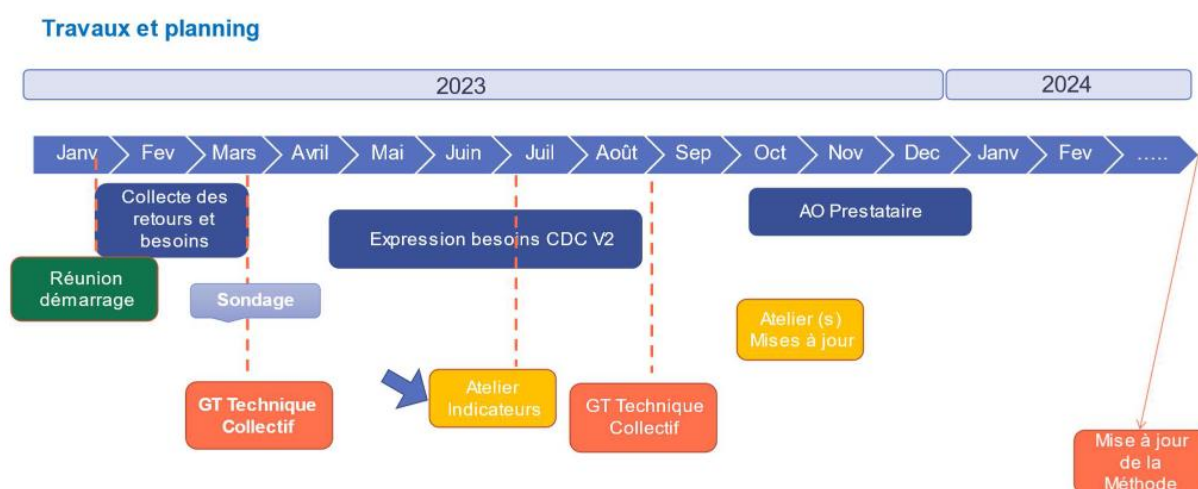 Travaux et planning
2023
2024
Janv
Fev
Mars
Avril
Mai
Juin
Juil
Août
Sep
Oct
Nov
Dec
Janv
Fev
.....
Collecte des
retours et
besoins
Expression besoins CDC V2
AO Prestataire
Réunion
démarrage
Sondage
Atelier (s)
Mises à jour
GT Technique
Collectif
Atelier
Indicateurs
GT Technique
Collectif
Mise à jour
de la
Méthode